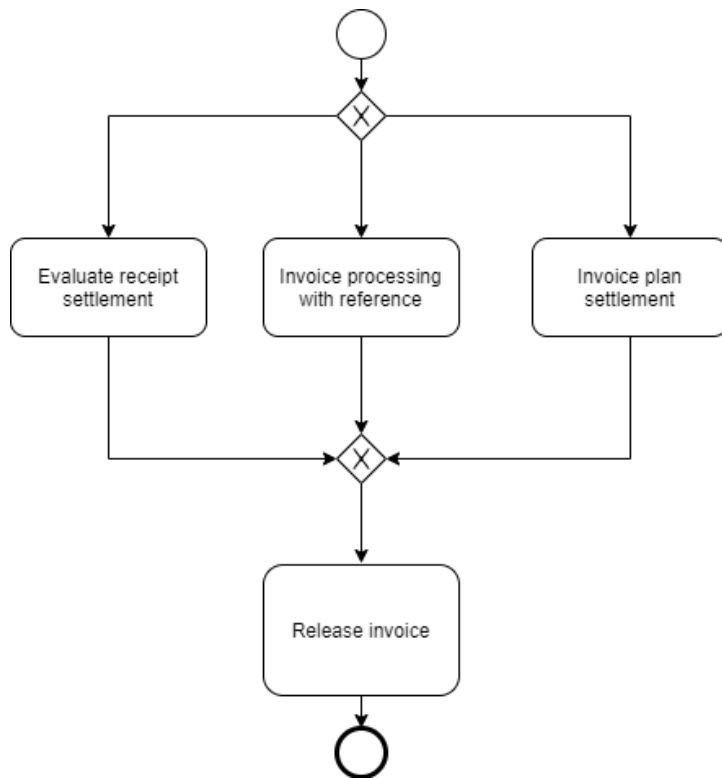 X
Evaluate receipt
settlement
Invoice processing
with reference
Invoice plan
settlement
X
Release invoice